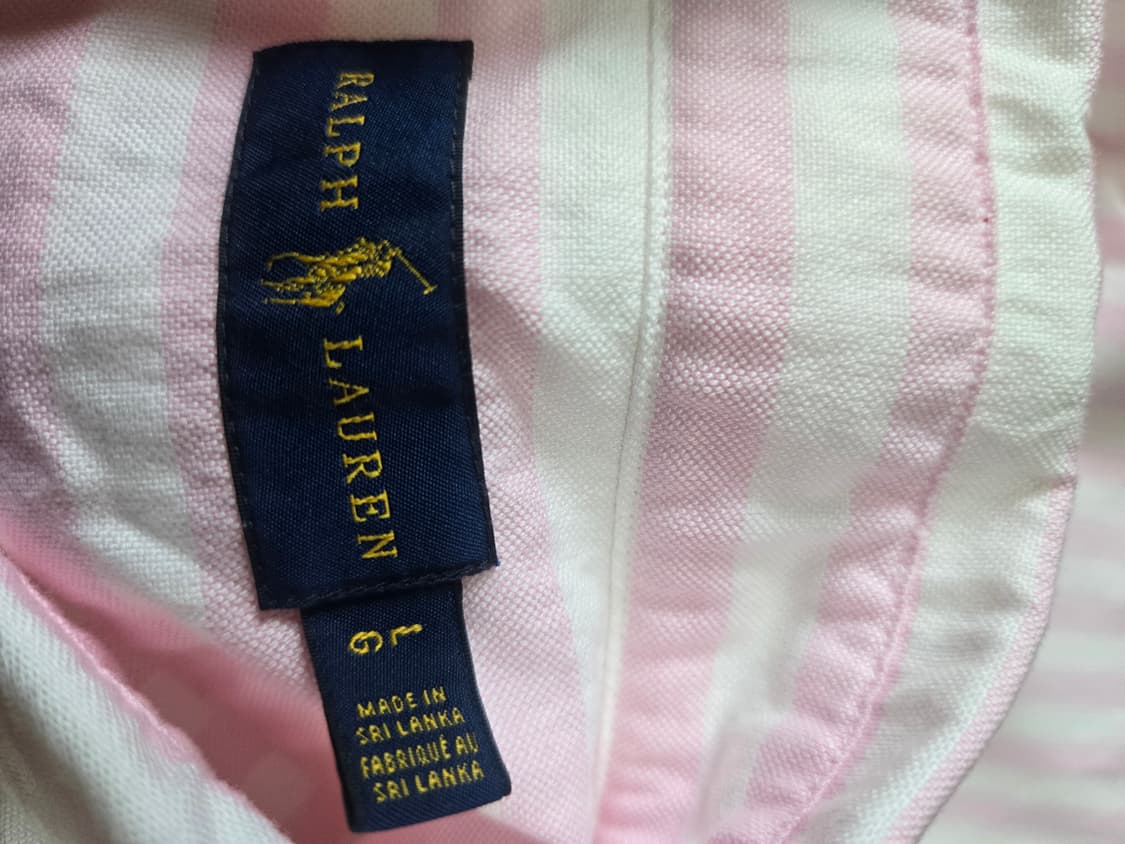 RALPH LAUREN
L
G
MADE IN
SRI LANKA
FABRIQUÉ AU
SRI LANKA